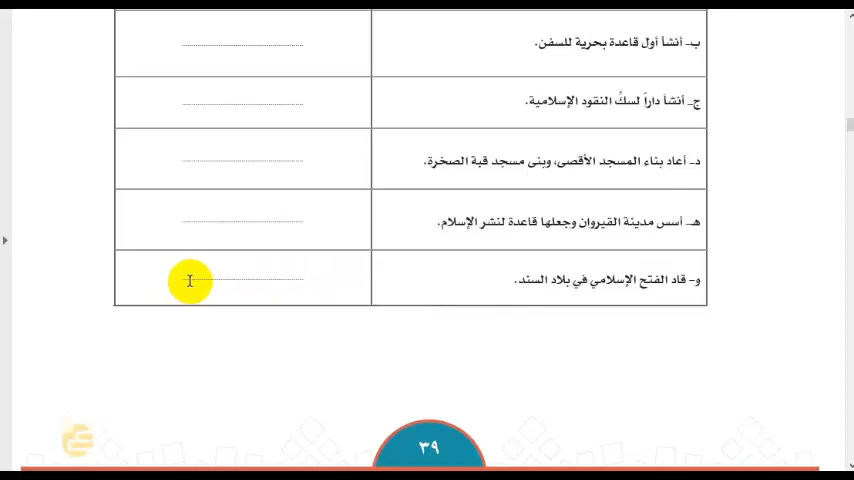 ب- أنشأ أول قاعدة بحرية للسفن.
ج- أنشأ داراً لسكِّ النقود الإسلامية.
د- أعاد بناء المسجد الأقصى، وبنى مسجد قبة الصخرة.
هـ- أسس مدينة القيروان وجعلها قاعدة لنشر الإسلام.
و- قاد الفتح الإسلامي في بلاد السند.
٣٩